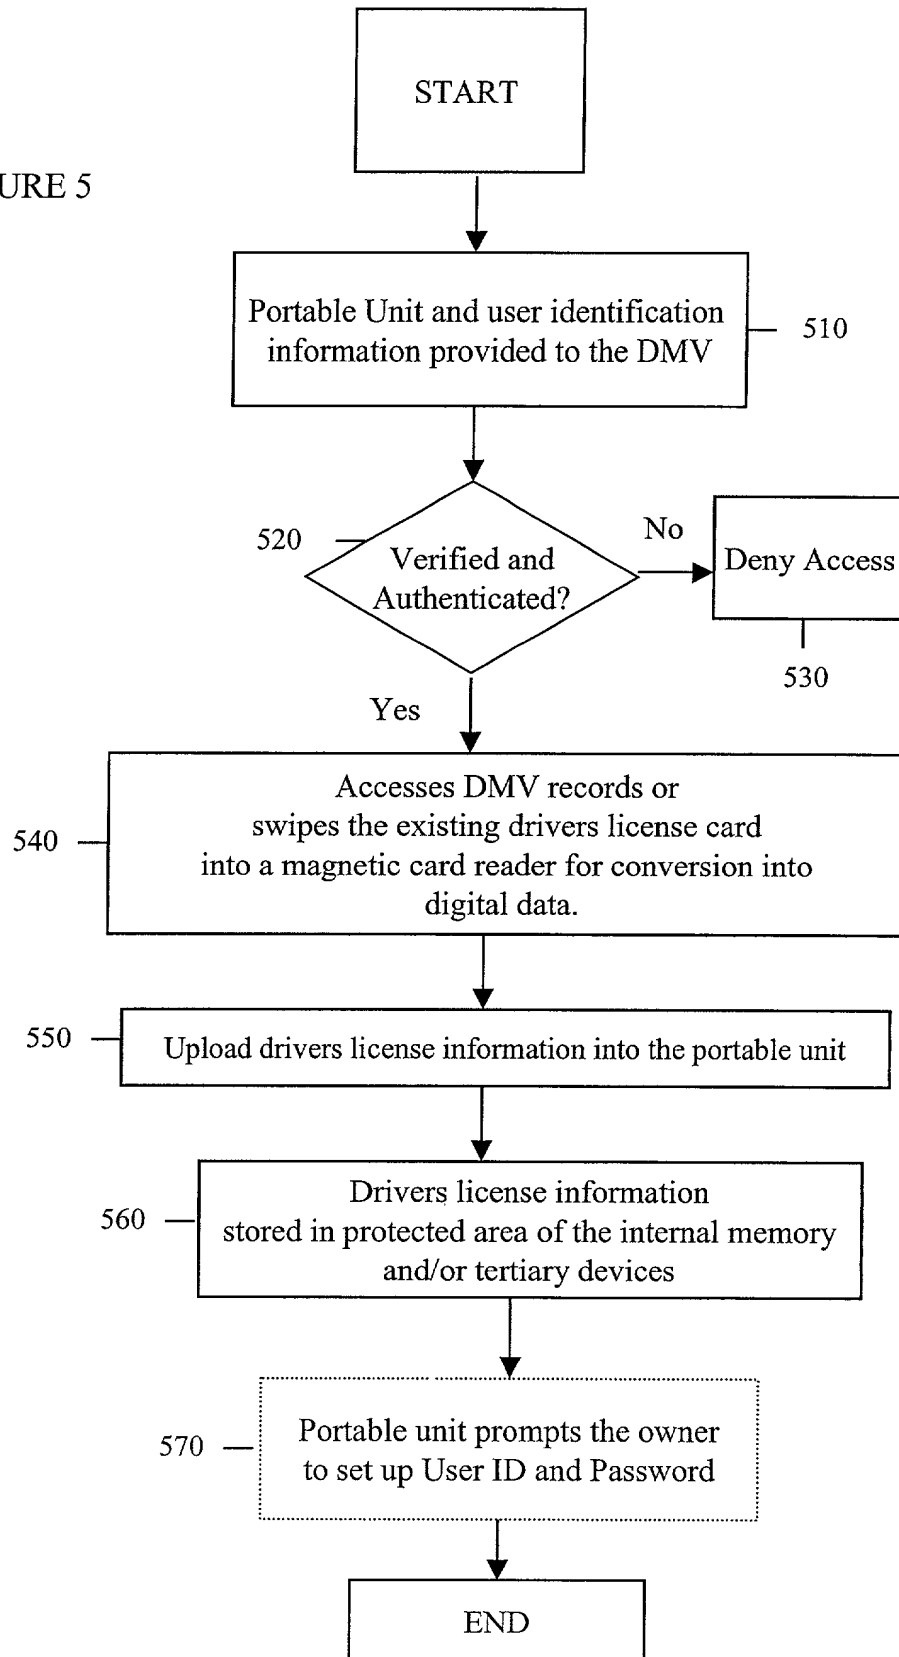 START
URE 5
Portable Unit and user identification
information provided to the DMV
510
520
Verified and
Authenticated?
No
Deny Access
530
Yes
540
Accesses DMV records or
swipes the existing drivers license card
into a magnetic card reader for conversion into
digital data.
550
Upload drivers license information into the portable unit
560
Drivers license information
stored in protected area of the internal memory
and/or tertiary devices
570
Portable unit prompts the owner
to set up User ID and Password
END